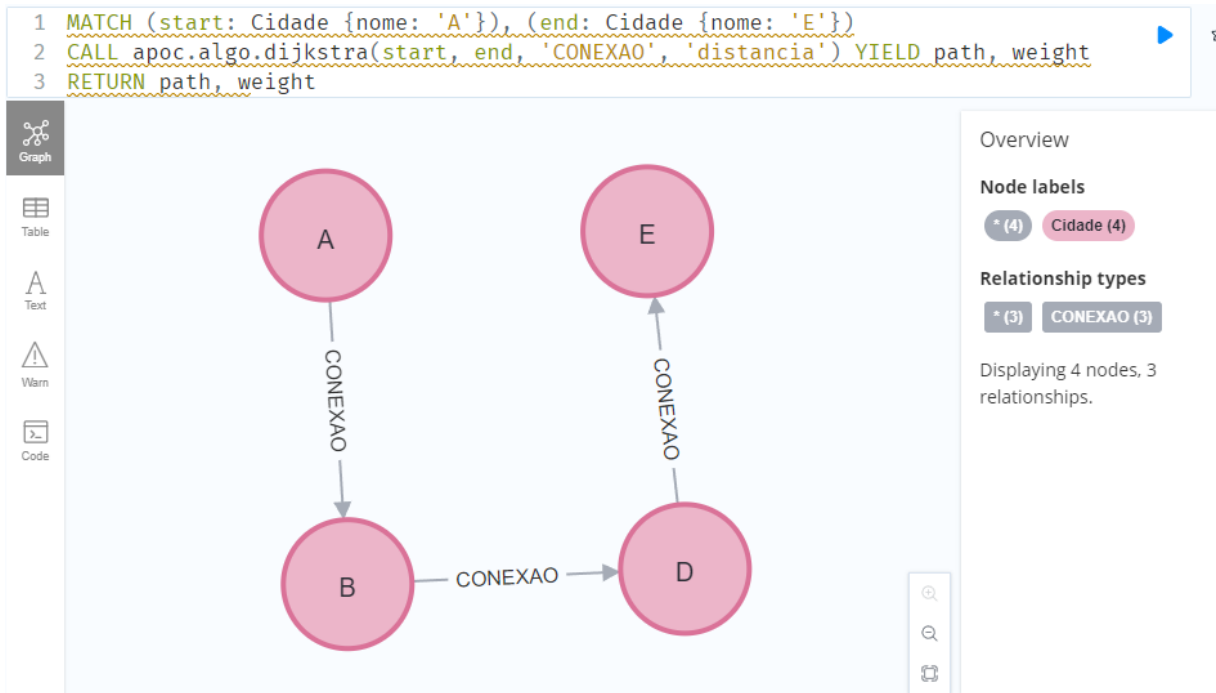 1 MATCH (start: Cidade {nome: 'A'}), (end: Cidade {nome: 'E'})
2 CALL apoc.algo.dijkstra(start, end, 'CONEXAO', 'distancia') YIELD path, weight
3 RETURN path, weight
Graph
Table
Text
Warn
Code
A
E
CONEXAO
CONEXAO
B
CONEXAO
D
Overview
Node labels
* (4) Cidade (4)
Relationship types
* (3) CONEXAO (3)
Displaying 4 nodes, 3
relationships.